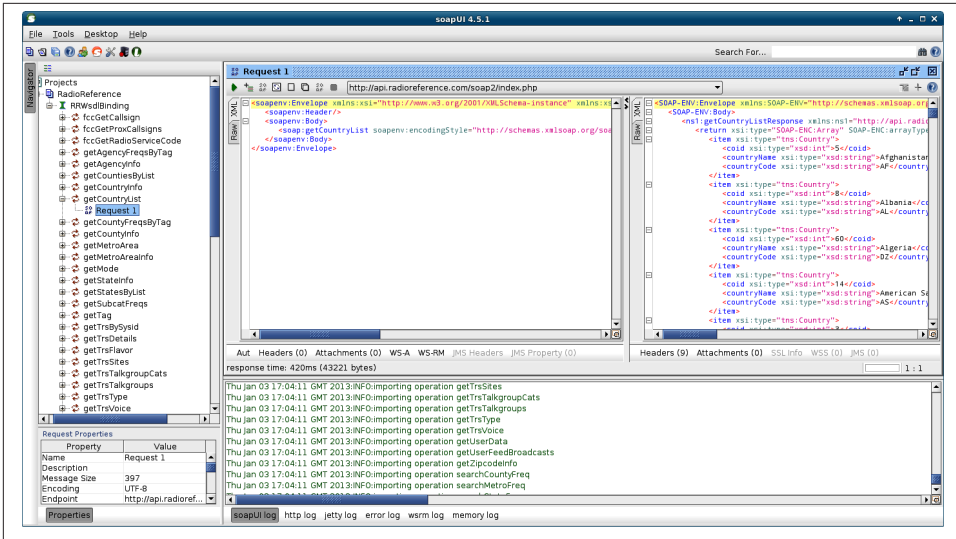 soapUI 4.5.1
File Tools Desktop Help
Search For...
Navigator
Projects
RadioReference
RRWsdlBinding
fccGetCallsign
fccGetProxCallsigns
fccGetRadioServiceCode
getAgencyFreqsByTag
getAgencyInfo
getCountiesByList
getCountryInfo
getCountryList
Request 1
getCountyFreqsByTag
getCountyInfo
getMetroArea
getMetroAreaInfo
getMode
getStateInfo
getStatesByList
getSubcatFreqs
getTag
getTrsBySysid
getTrsDetails
getTrsFlavor
getTrsSites
getTrsTalkgroupCats
getTrsTalkgroups
getTrsType
getTrsVoice
Request Properties
Property Value
Name Request 1
Description
Message Size 397
Encoding UTF-8
Endpoint http://api.radioref...
Properties
Request 1
http://api.radioreference.com/soap2/index.php
XML
Raw
<soapenv:Envelope xmlns:xsi="http://www.w3.org/2001/XMLSchema-instance" xmlns:xs
<soapenv:Header/>
<soapenv:Body>
<soap:getCountryList soapenv:encodingStyle="http://schemas.xmlsoap.org/soa
</soapenv:Body>
</soapenv:Envelope>
Aut Headers (0) Attachments (0) WS-A WS-RM JMS Headers JMS Property (0)
XML
Raw
<SOAP-ENV:Envelope xmlns:SOAP-ENV="http://schemas.xmlsoap.org
<SOAP-ENV:Body>
<ns1:getCountryListResponse xmlns:ns1="http://api.radio
<return xsi:type="SOAP-ENC:Array" SOAP-ENC:arrayType
<item xsi:type="tns:Country">
<coid xsi:type="xsd:int">5</coid>
<countryName xsi:type="xsd:string">Afghanistan
<countryCode xsi:type="xsd:string">AF</country
</item>
<item xsi:type="tns:Country">
<coid xsi:type="xsd:int">8</coid>
<countryName xsi:type="xsd:string">Albania</co
<countryCode xsi:type="xsd:string">AL</country
</item>
<item xsi:type="tns:Country">
<coid xsi:type="xsd:int">60</coid>
<countryName xsi:type="xsd:string">Algeria</co
<countryCode xsi:type="xsd:string">DZ</country
</item>
<item xsi:type="tns:Country">
<coid xsi:type="xsd:int">14</coid>
<countryName xsi:type="xsd:string">American Sa
<countryCode xsi:type="xsd:string">AS</country
</item>
<item xsi:type="tns:Country">
Headers (9) Attachments (0) SSL Info WSS (0) JMS (0)
response time: 420ms (43221 bytes)
1 : 1
Thu Jan 03 17:04:11 GMT 2013:INFO:importing operation getTrsSites
Thu Jan 03 17:04:11 GMT 2013:INFO:importing operation getTrsTalkgroupCats
Thu Jan 03 17:04:11 GMT 2013:INFO:importing operation getTrsTalkgroups
Thu Jan 03 17:04:11 GMT 2013:INFO:importing operation getTrsType
Thu Jan 03 17:04:11 GMT 2013:INFO:importing operation getTrsVoice
Thu Jan 03 17:04:11 GMT 2013:INFO:importing operation getUserData
Thu Jan 03 17:04:11 GMT 2013:INFO:importing operation getUserFeedBroadcasts
Thu Jan 03 17:04:11 GMT 2013:INFO:importing operation getZipcodeInfo
Thu Jan 03 17:04:11 GMT 2013:INFO:importing operation searchCountyFreq
Thu Jan 03 17:04:11 GMT 2013:INFO:importing operation searchMetroFreq
soapUI log http log jetty log error log wsrm log memory log